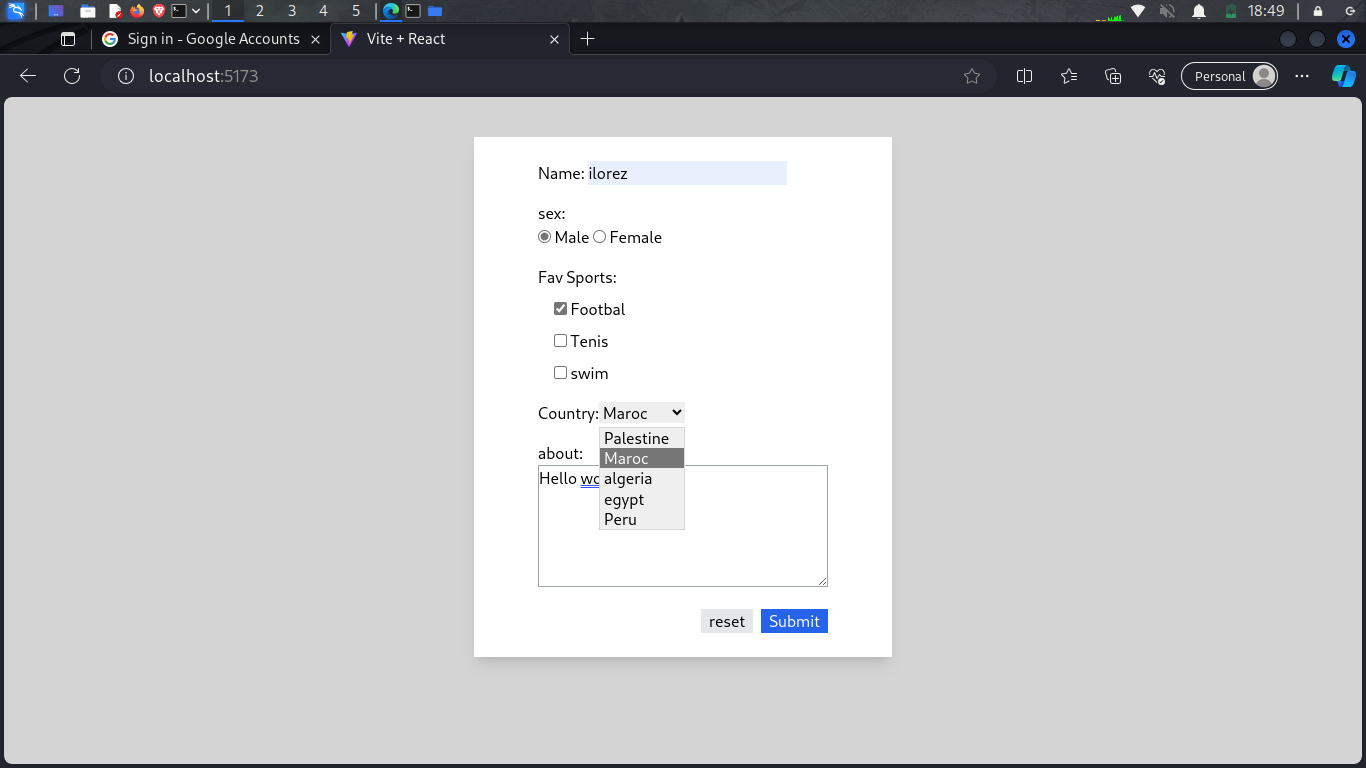 1 2 3 4 5 18:49
Sign in - Google Accounts Vite + React
localhost:5173 Personal
Name: ilorez
sex:
Male Female
Fav Sports:
Footbal
Tenis
swim
Country: Maroc
Palestine
about:
Maroc
Hello
algeria
egypt
Peru
reset Submit